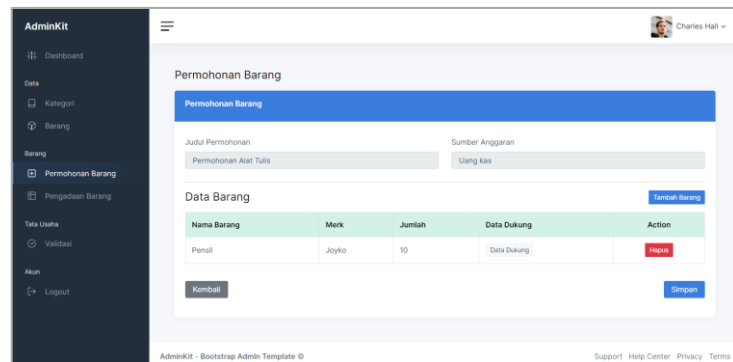 AdminKit
Charles Hall
Dashboard
Data
Kategori
Barang
Barang
Permohonan Barang
Pengadaan Barang
Tata Usaha
Validasi
Akun
Logout
Permohonan Barang
Permohonan Barang
Judul Permohonan Sumber Anggaran
Permohonan Alat Tulis Uang kas
Data Barang Tambah Barang
Nama Barang Merk Jumlah Data Dukung Action
Pensil Joyko 10 Data Dukung Hapus
Kembali Simpan
AdminKit - Bootstrap Admin Template © Support Help Center Privacy Terms